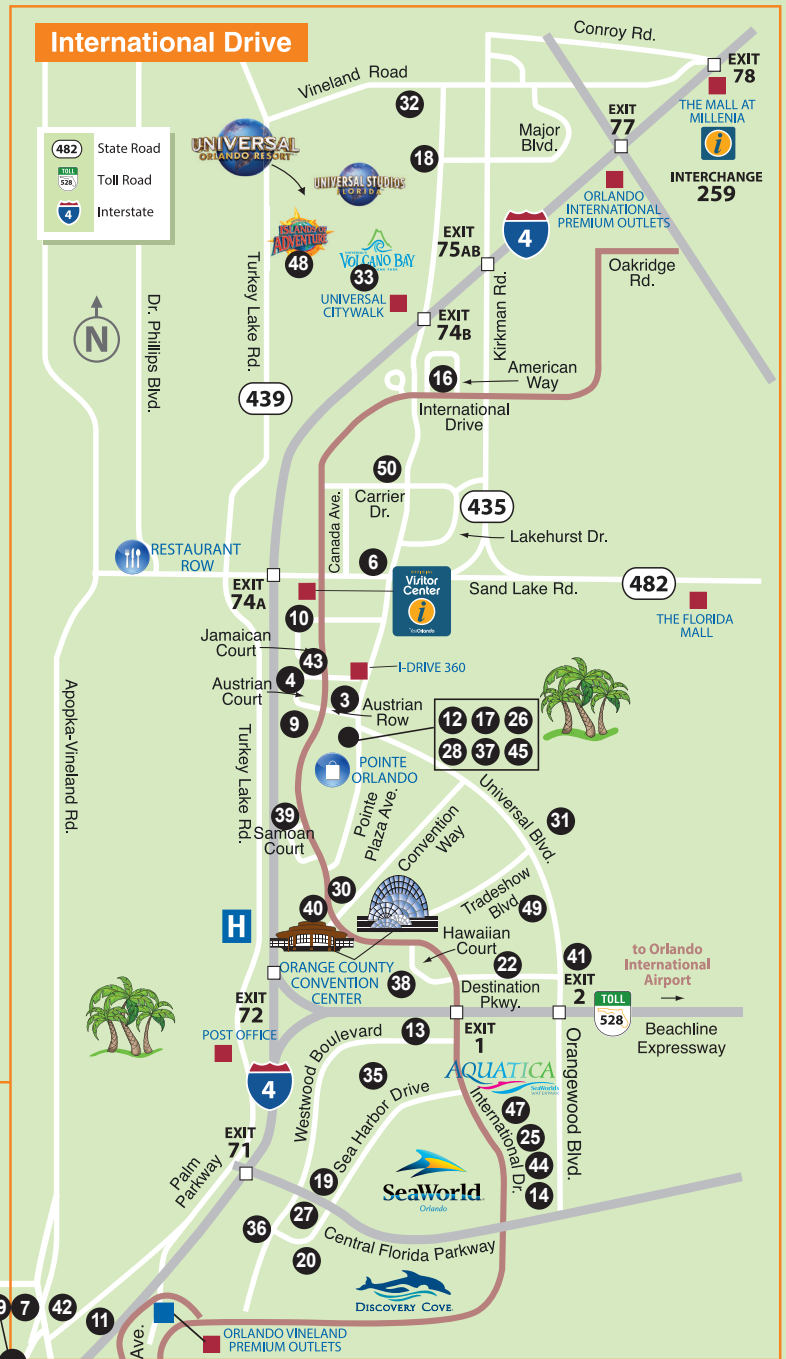 International Drive
482 State Road
TOLL
528 Toll Road
4 Interstate
Conroy Rd.
EXIT
78
THE MALL AT
MILLENIA
i
INTERCHANGE
259
Vineland Road
32
Major
Blvd.
EXIT
77
18
UNIVERSAL
ORLANDO RESORT
UNIVERSAL STUDIOS
FLORIDA
ORLANDO
INTERNATIONAL
PREMIUM OUTLETS
4
ISLANDS OF
ADVENTURE
48
VOLCANO BAY
33
UNIVERSAL
CITYWALK
EXIT
75AB
Oakridge
Rd.
Turkey Lake Rd.
Kirkman Rd.
EXIT
74B
N
Dr. Phillips Blvd.
439
16
American
Way
International
Drive
50
Carrier
Dr.
Canada Ave.
435
Lakehurst Dr.
RESTAURANT
ROW
EXIT
74A
6
Visitor
Center
i
Sand Lake Rd.
482
THE FLORIDA
MALL
10
Jamaican
Court
43
I-DRIVE 360
4
Austrian
Court
3
Austrian
Row
9
12 17 26
28 37 45
Apopka-Vineland Rd.
Turkey Lake Rd.
POINTE
ORLANDO
39
Samoan
Court
Pointe
Plaza Ave.
Convention
Way
Universal Blvd.
31
30
40
Tradeshow
Blvd.
49
H
Hawaiian
Court
ORANGE COUNTY
CONVENTION
CENTER
38
22
Destination
Pkwy.
41
EXIT
2
to Orlando
International
Airport
TOLL
528
Beachline
Expressway
EXIT
72
POST OFFICE
4
Westwood Boulevard
13
EXIT
1
AQUATICA
SeaWorld's
WATERPARK
35
Sea Harbor Drive
International Dr.
47
25
44
14
Orangewood Blvd.
EXIT
71
Palm
Parkway
19
SeaWorld
Orlando
27
36
20
Central Florida Parkway
DISCOVERY COVE
9 7 42
11
Ave.
ORLANDO VINELAND
PREMIUM OUTLETS